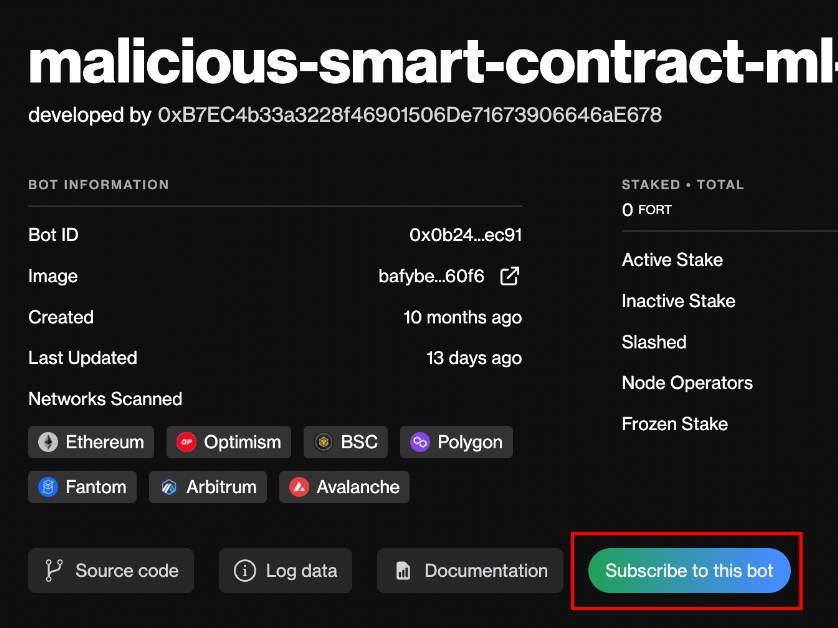 malicious-smart-contract-ml-
developed by 0xB7EC4b33a3228f46901506De71673906646aE678
BOT INFORMATION
Bot ID 0x0b24...ec91
Image bafybe...60f6
Created 10 months ago
Last Updated 13 days ago
Networks Scanned
Ethereum OP Optimism BSC Polygon
Fantom Arbitrum Avalanche
STAKED • TOTAL
0 FORT
Active Stake
Inactive Stake
Slashed
Node Operators
Frozen Stake
Source code Log data Documentation Subscribe to this bot